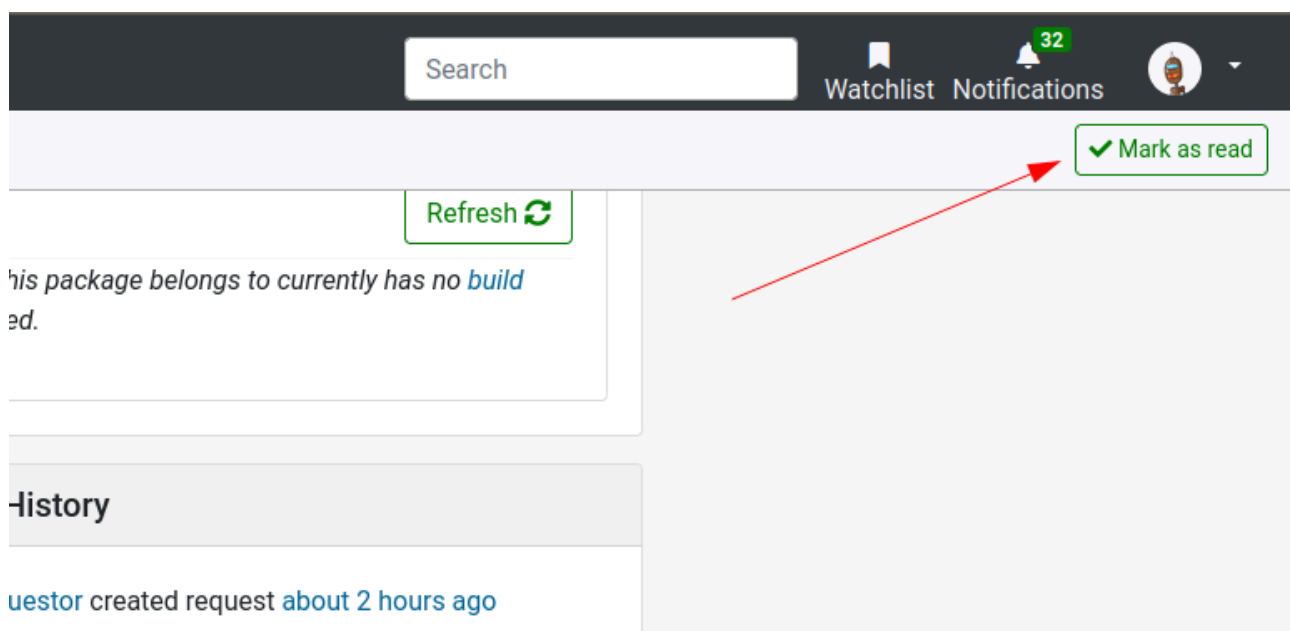 32
Search
Watchlist Notifications
Mark as read
Refresh
his package belongs to currently has no build
ed.
History
uestor created request about 2 hours ago